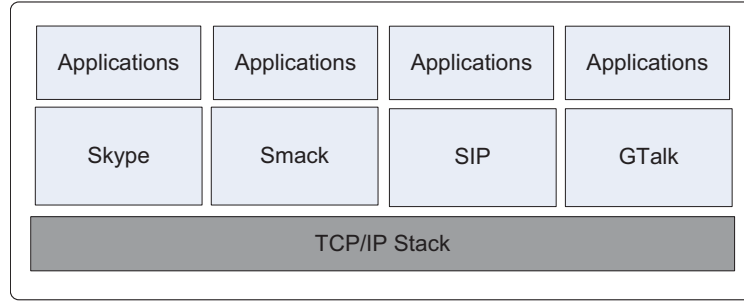 Applications Applications Applications Applications
Skype Smack SIP GTalk
TCP/IP Stack